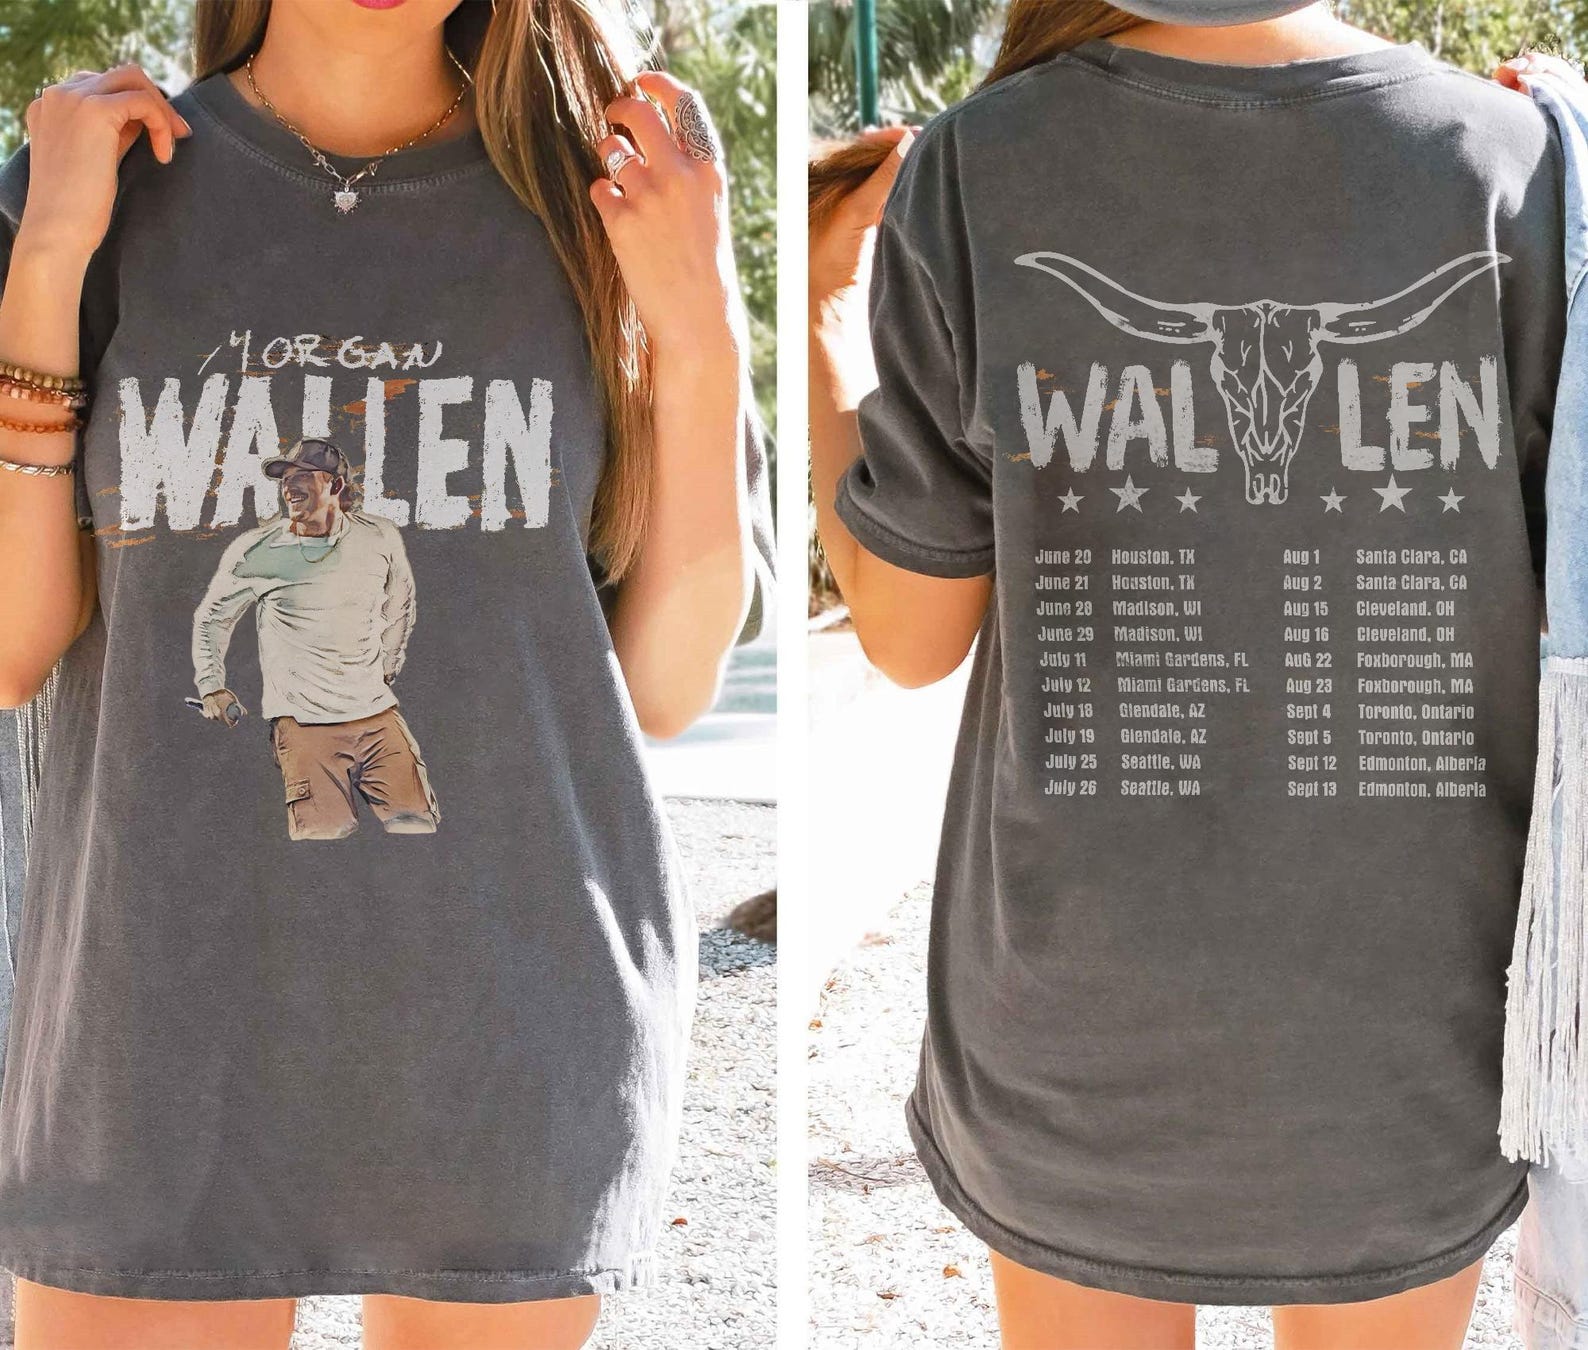 MORGAN
WALLEN
WALLEN
June 20 Houston, TX
June 21 Houston, TX
June 28 Madison, WI
June 29 Madison, WI
July 11 Miami Gardens, FL
July 12 Miami Gardens, FL
July 18 Glendale, AZ
July 19 Glendale, AZ
July 25 Seattle, WA
July 26 Seattle, WA
Aug 1 Santa Clara, CA
Aug 2 Santa Clara, CA
Aug 15 Cleveland. OH
Aug 16 Cleveland, OH
AuG 22 Foxborough, MA
Aug 23 Foxborough, MA
Sept 4 Toronto, Ontario
Sept 5 Toronto, Ontario
Sept 12 Edmonton, Alberta
Sept 13 Edmonton, Alberta